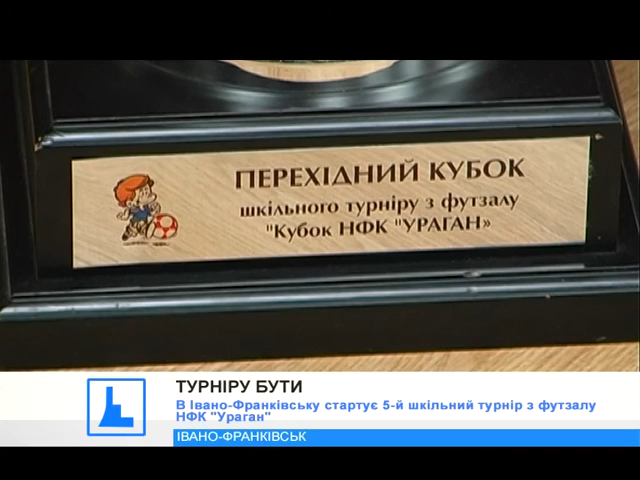 ПЕРЕХІДНИЙ КУБОК
шкільного турніру з футзалу
"Кубок НФК "УРАГАН»
ТУРНІРУ БУТИ
В Івано-Франківську стартує 5-й шкільний турнір з футзалу
НФК "Ураган"
ІВАНО-ФРАНКІВСЬК